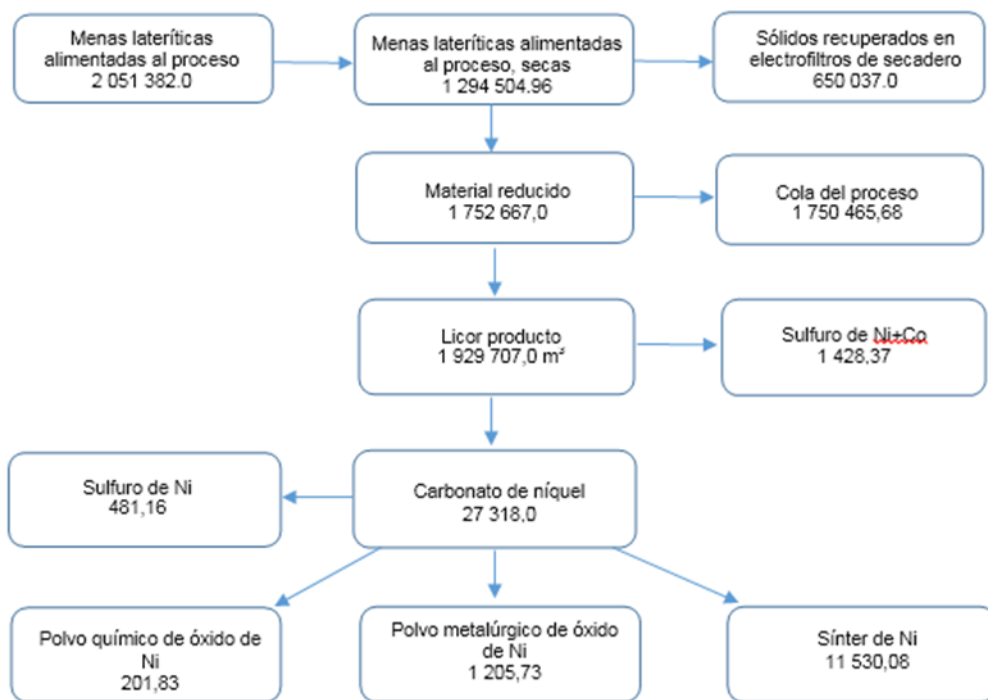 Menas lateríticas
alimentadas al proceso
2 051 382.0
Menas lateríticas alimentadas
al proceso, secas
1 294 504.96
Sólidos recuperados en
electrofiltros de secadero
650 037.0
Material reducido
1 752 667,0
Cola del proceso
1 750 465,68
Licor producto
1 929 707,0 m³
Sulfuro de Ni+Co
1 428,37
Sulfuro de Ni
481,16
Carbonato de níquel
27 318,0
Polvo químico de óxido de
Ni
201,83
Polvo metalúrgico de óxido
de Ni
1 205,73
Sínter de Ni
11 530,08